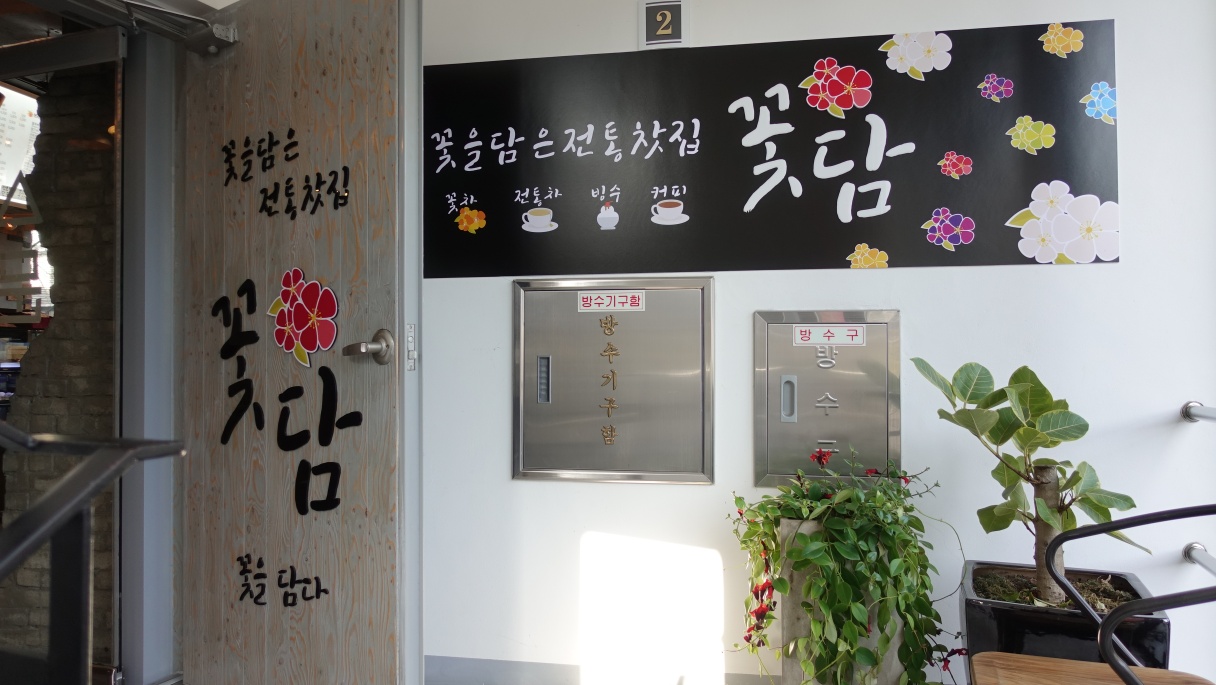 2
꽃을담은전통찻집
꽃담
꽃차 전통차 빙수 커피
꽃을담은
전통찻집
꽃담
꽃을 담다
방수기구함
방수기구함
방 수 구
방수구